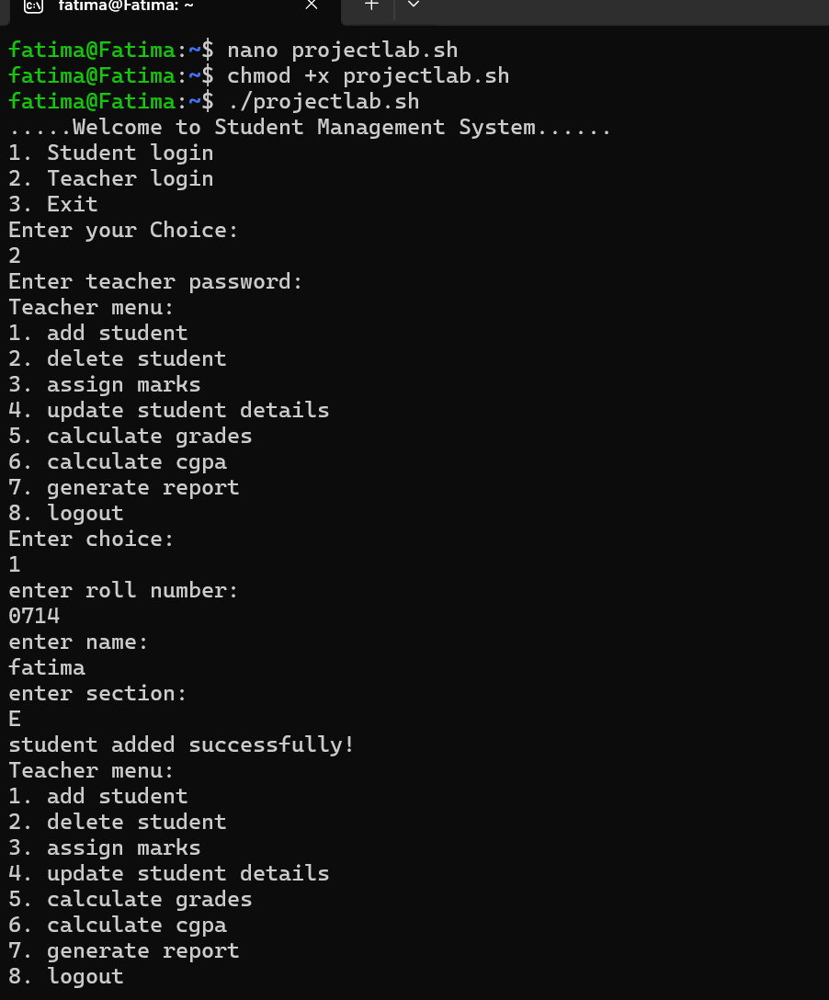 fatima@Fatima: ~
fatima@Fatima:~$ nano projectlab.sh
fatima@Fatima:~$ chmod +x projectlab.sh
fatima@Fatima:~$ ./projectlab.sh
.....Welcome to Student Management System......
1. Student login
2. Teacher login
3. Exit
Enter your Choice:
2
Enter teacher password:
Teacher menu:
1. add student
2. delete student
3. assign marks
4. update student details
5. calculate grades
6. calculate cgpa
7. generate report
8. logout
Enter choice:
1
enter roll number:
0714
enter name:
fatima
enter section:
E
student added successfully!
Teacher menu:
1. add student
2. delete student
3. assign marks
4. update student details
5. calculate grades
6. calculate cgpa
7. generate report
8. logout